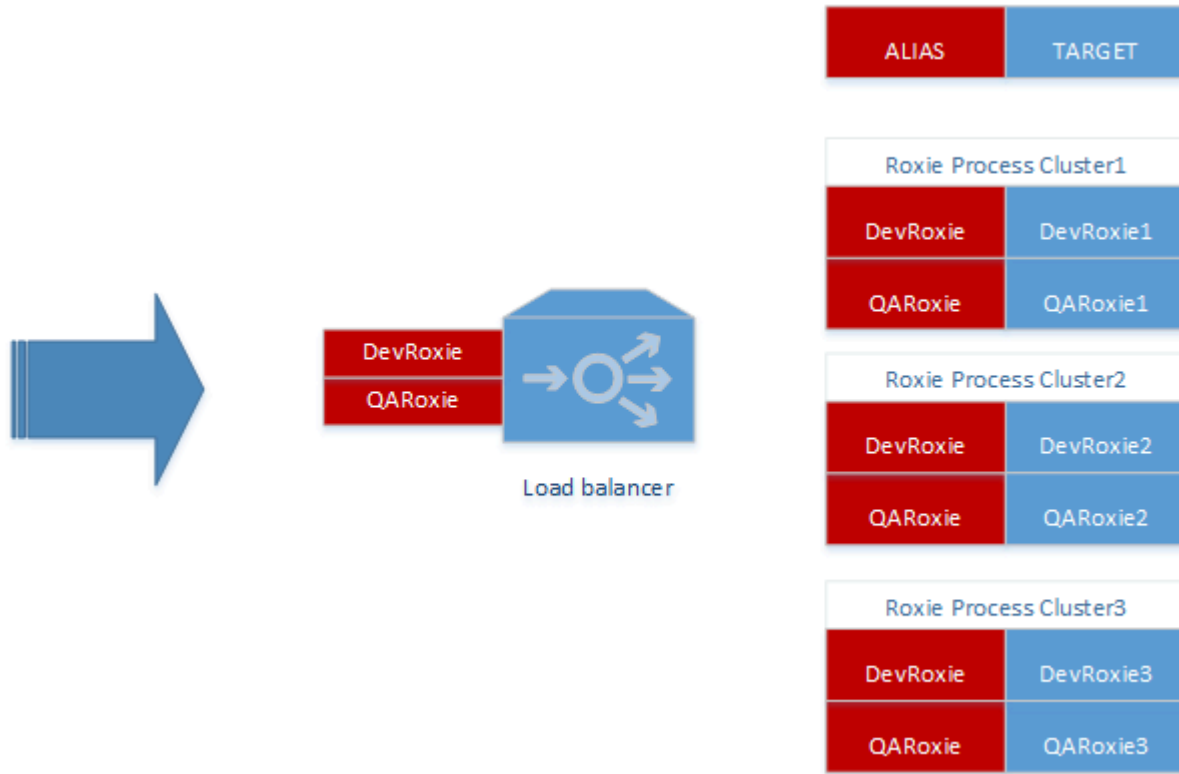 ALIAS TARGET
Roxie Process Cluster1
DevRoxie DevRoxie1
QARoxie QARoxie1
DevRoxie
QARoxie
Load balancer
Roxie Process Cluster2
DevRoxie DevRoxie2
QARoxie QARoxie2
Roxie Process Cluster3
DevRoxie DevRoxie3
QARoxie QARoxie3